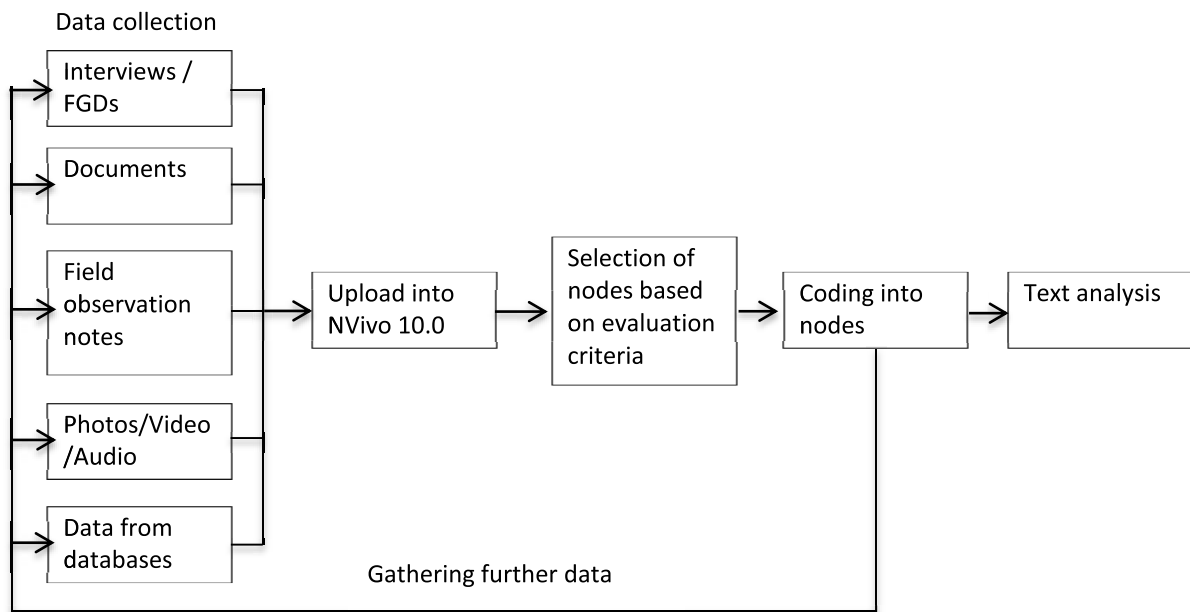 Data collection
Interviews /
FGDs
Documents
Field
observation
notes
Photos/Video
/Audio
Data from
databases
Upload into
NVivo 10.0
Selection of
nodes based
on evaluation
criteria
Coding into
nodes
Text analysis
Gathering further data